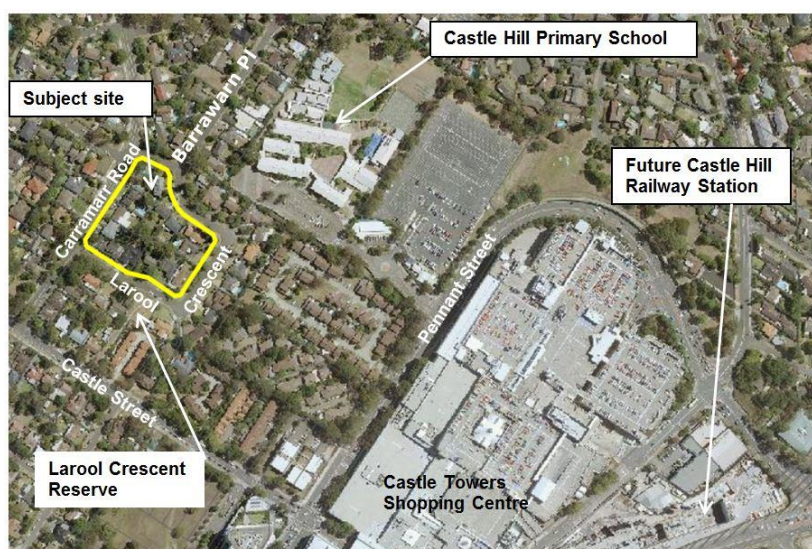 Castle Hill Primary School
Subject site
Barrawarn Pl
Future Castle Hill
Railway Station
Carramarr Road
Larool
Crescent
Pennant Street
Castle Street
Larool Crescent
Reserve
Castle Towers
Shopping Centre